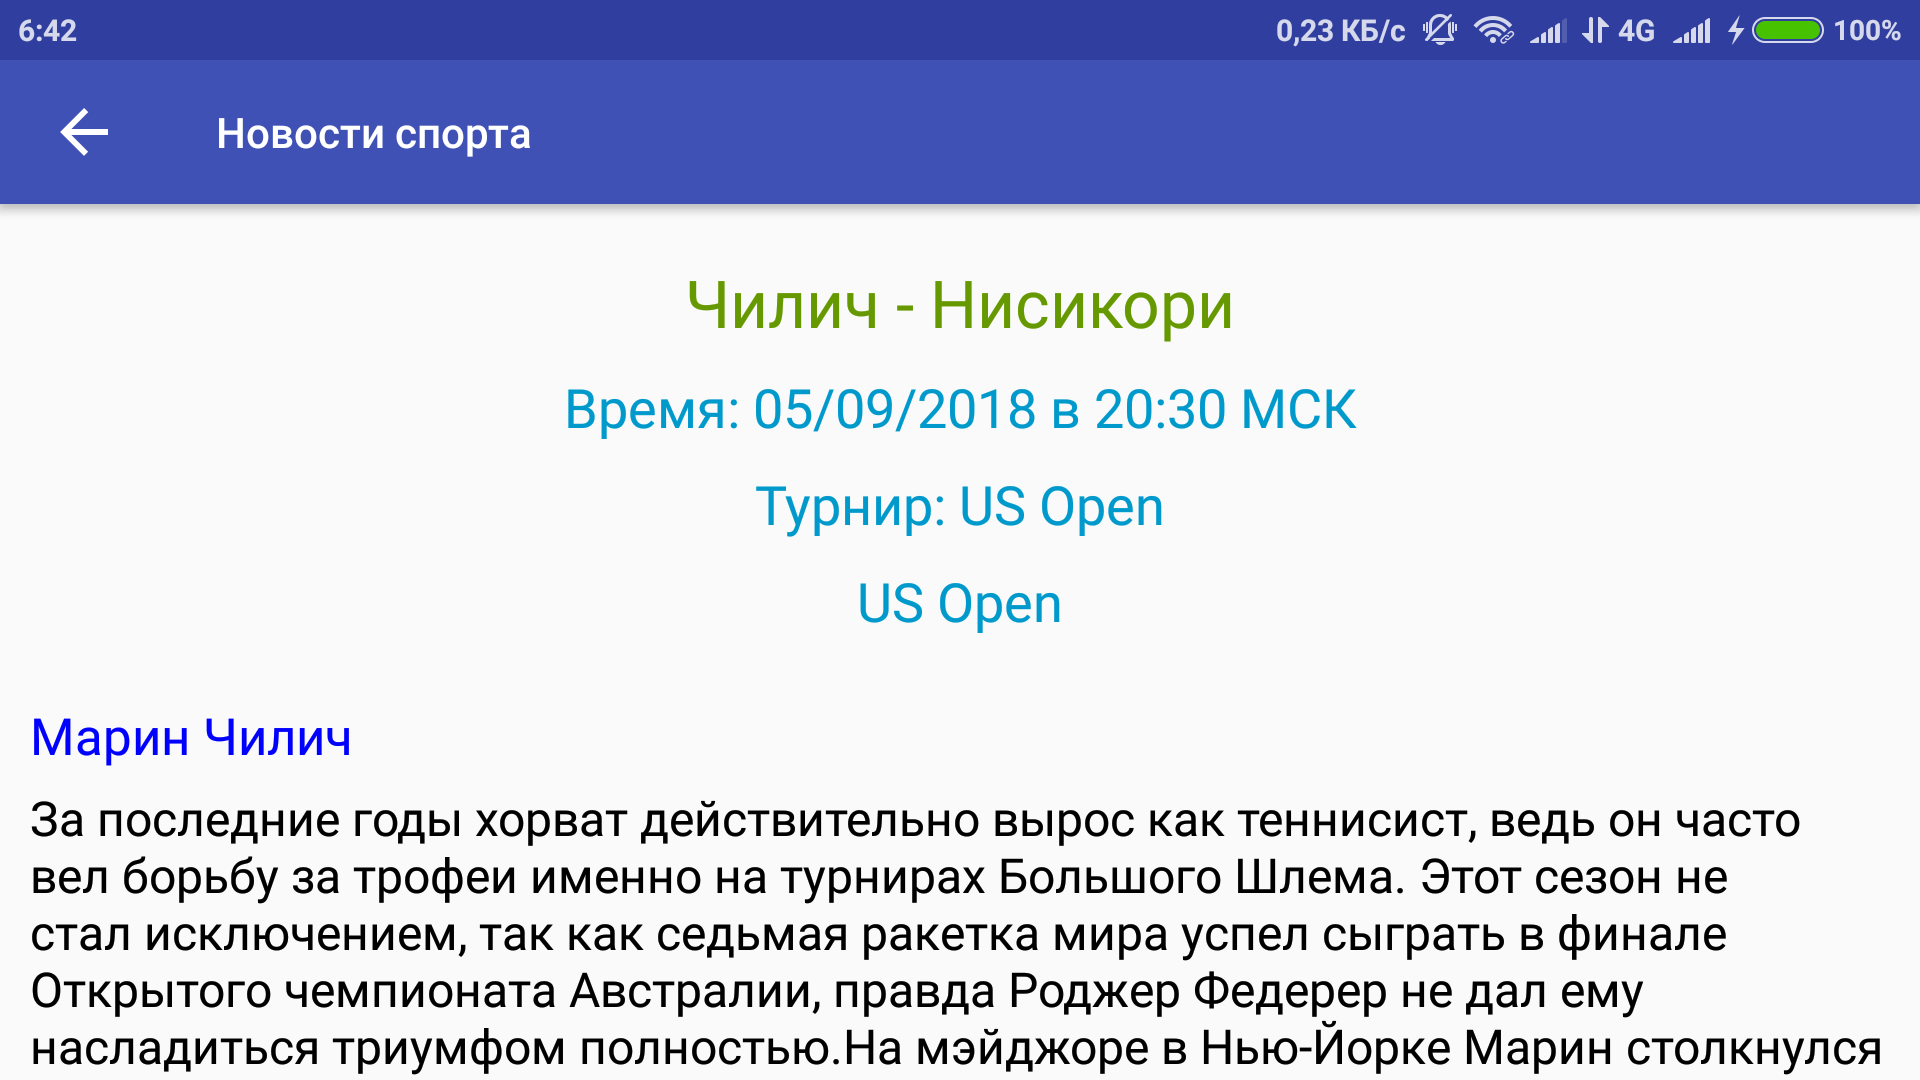 6:42
0,23 КБ/с 4G 100%
Новости спорта
Чилич - Нисикори
Время: 05/09/2018 в 20:30 МСК
Турнир: US Open
US Open
Марин Чилич
За последние годы хорват действительно вырос как теннисист, ведь он часто
вел борьбу за трофеи именно на турнирах Большого Шлема. Этот сезон не
стал исключением, так как седьмая ракетка мира успел сыграть в финале
Открытого чемпионата Австралии, правда Роджер Федерер не дал ему
насладиться триумфом полностью.На мэйджоре в Нью-Йорке Марин столкнулся